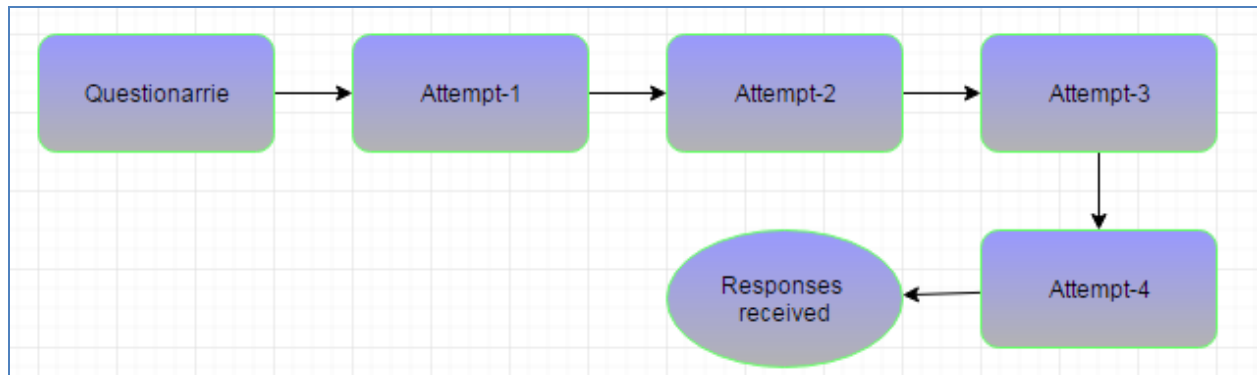 Questionarrie
Attempt-1
Attempt-2
Attempt-3
Attempt-4
Responses
received